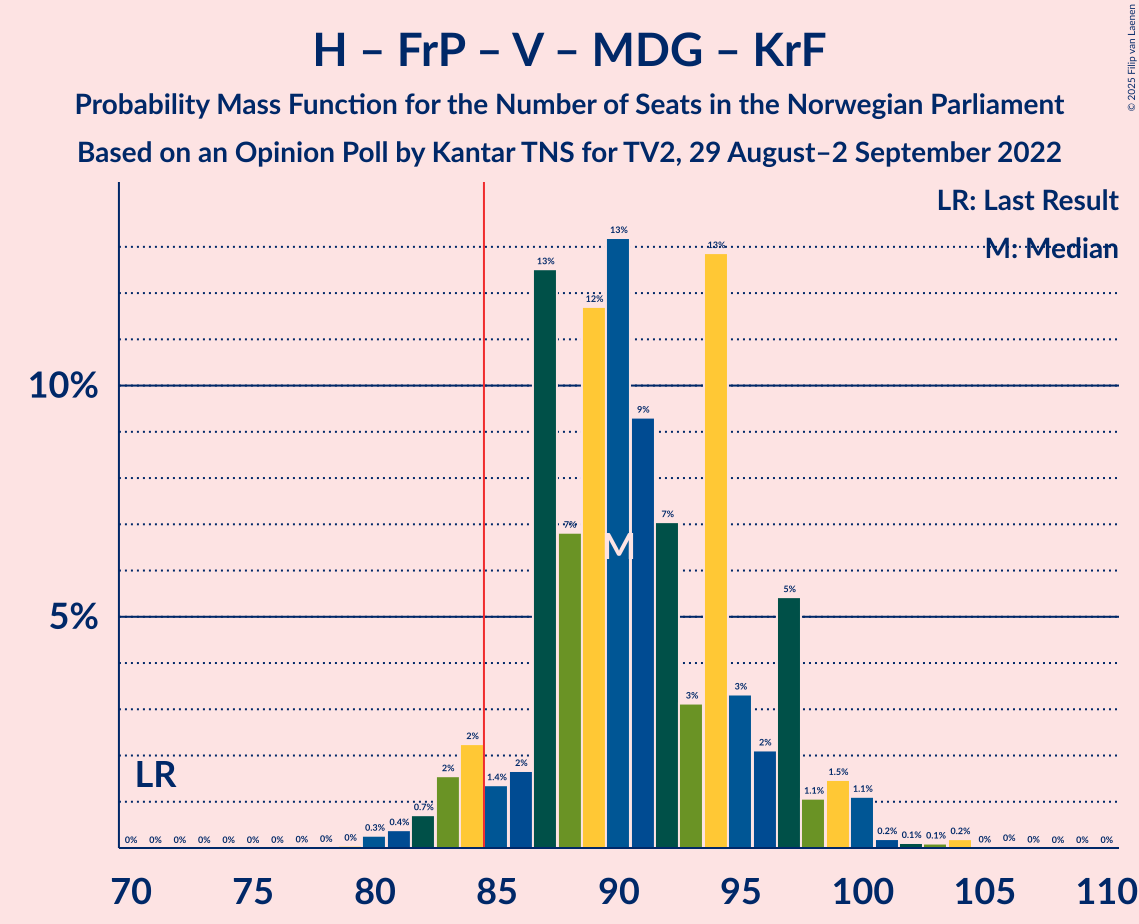 H – FrP – V – MDG – KrF
Probability Mass Function for the Number of Seats in the Norwegian Parliament
Based on an Opinion Poll by Kantar TNS for TV2, 29 August–2 September 2022
© 2025 Filip van Laenen
LR: Last Result
M: Median
10%
5%
LR
M
0% 0% 0% 0% 0% 0% 0% 0% 0% 0% 0.3% 0.4% 0.7% 2% 2% 1.4% 2% 13% 7% 12% 13% 9% 7% 3% 13% 3% 2% 5% 1.1% 1.5% 1.1% 0.2% 0.1% 0.1% 0.2% 0% 0% 0% 0% 0% 0%
70 75 80 85 90 95 100 105 110